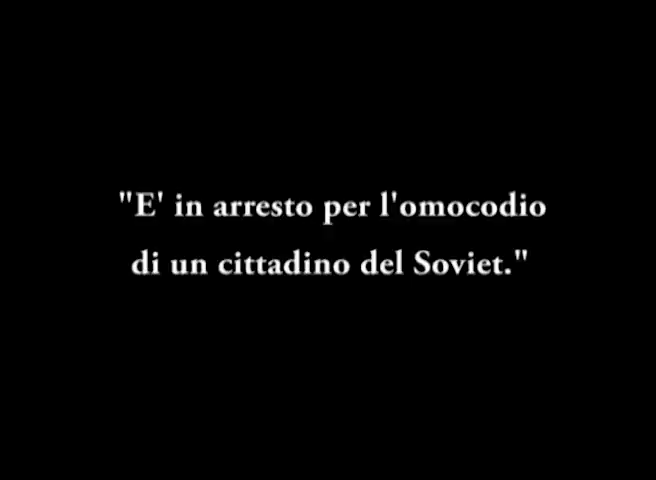 "E' in arresto per l'omocodio
di un cittadino del Soviet."